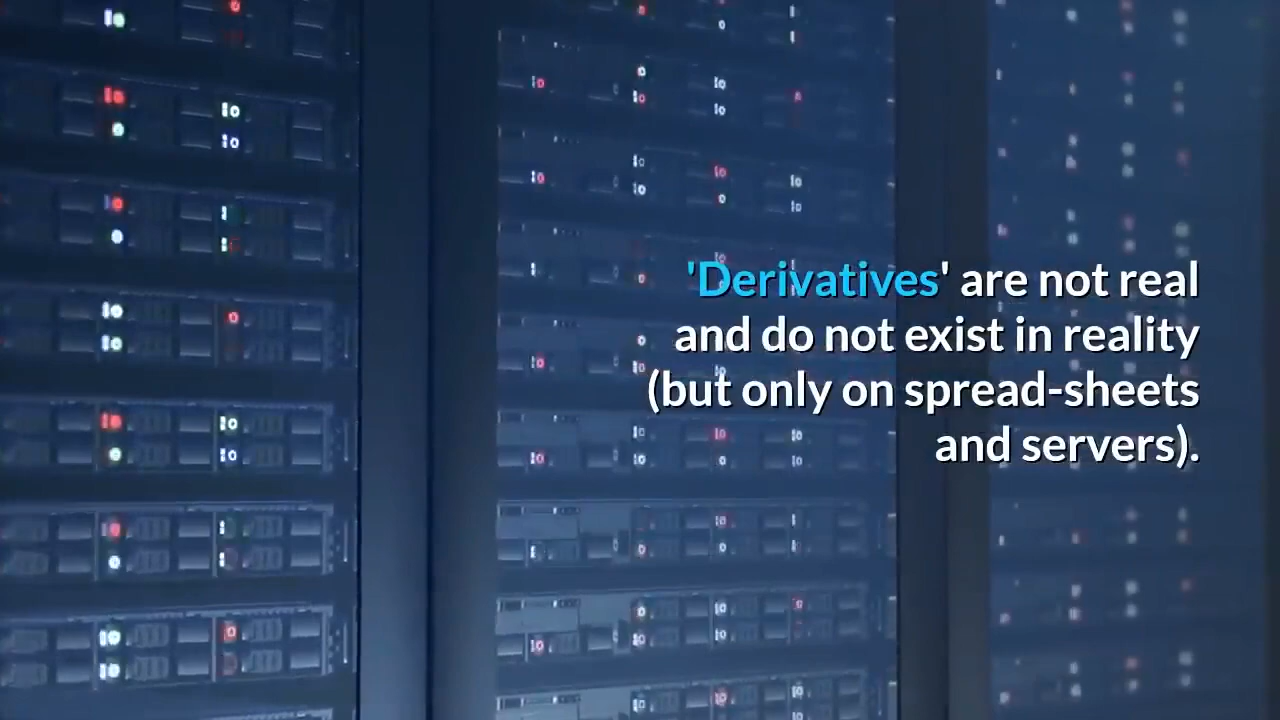 'Derivatives' are not real
and do not exist in reality
(but only on spread-sheets
and servers).